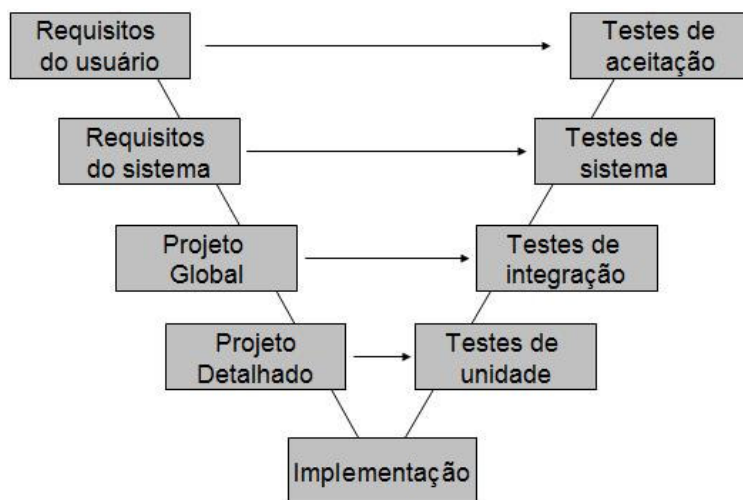 Requisitos
do usuário
Testes de
aceitação
Requisitos
do sistema
Testes de
sistema
Projeto
Global
Testes de
integração
Projeto
Detalhado
Testes de
unidade
Implementação